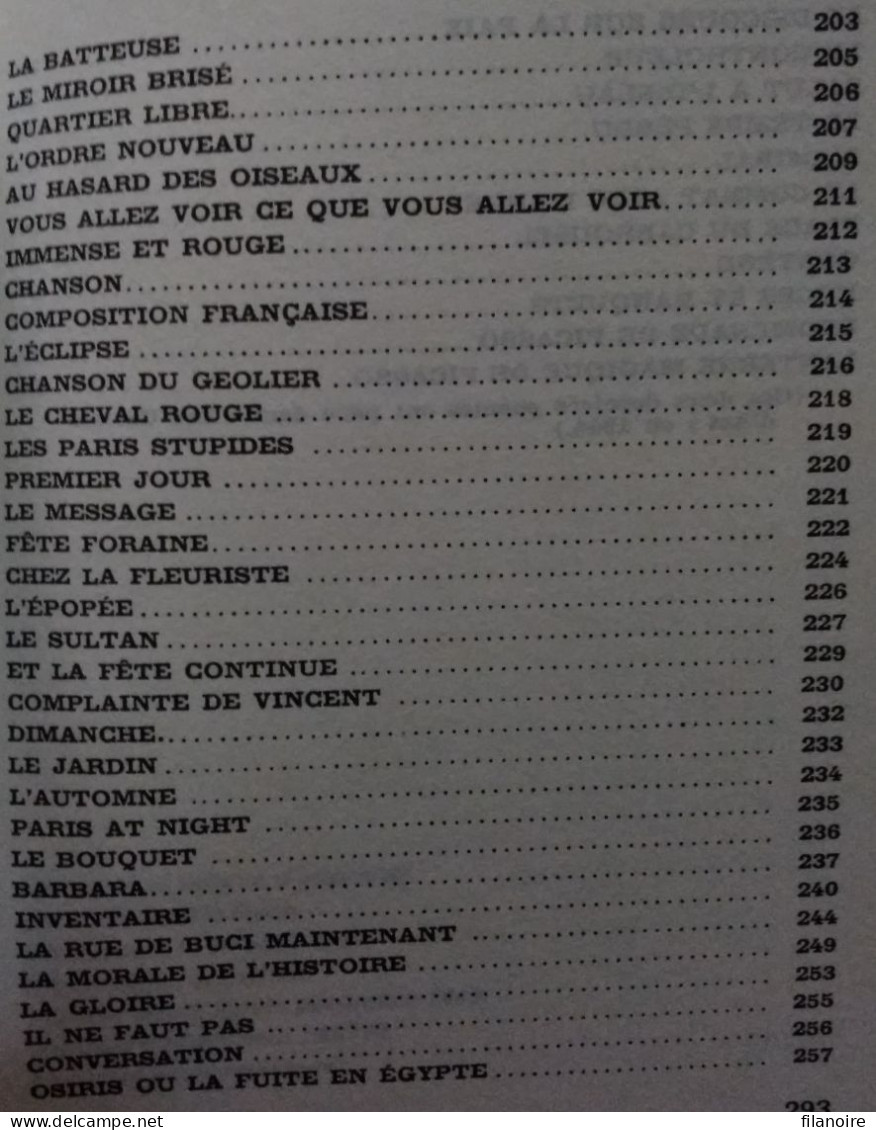 LA BATTEUSE ........ 203
LE MIROIR BRISÉ ........ 205
QUARTIER LIBRE........ 206
L'ORDRE NOUVEAU ........ 207
AU HASARD DES OISEAUX ........ 209
VOUS ALLEZ VOIR CE QUE VOUS ALLEZ VOIR........ 211
IMMENSE ET ROUGE ........ 212
CHANSON........ 213
COMPOSITION FRANÇAISE........ 214
L'ÉCLIPSE ........ 215
CHANSON DU GEOLIER ........ 216
LE CHEVAL ROUGE ........ 218
LES PARIS STUPIDES ........ 219
PREMIER JOUR ........ 220
LE MESSAGE ........ 221
FÊTE FORAINE........ 222
CHEZ LA FLEURISTE ........ 224
L'ÉPOPÉE ........ 226
LE SULTAN ........ 227
ET LA FÊTE CONTINUE ........ 229
COMPLAINTE DE VINCENT ........ 230
DIMANCHE........ 232
LE JARDIN ........ 233
L'AUTOMNE ........ 234
PARIS AT NIGHT ........ 235
LE BOUQUET ........ 236
BARBARA........ 237
INVENTAIRE ........ 240
LA RUE DE BUCI MAINTENANT ........ 244
LA MORALE DE L'HISTOIRE ........ 249
LA GLOIRE ........ 253
IL NE FAUT PAS ........ 255
CONVERSATION ........ 256
OSIRIS OU LA FUITE EN ÉGYPTE ........ 257
293
delcampe.net
filanoire